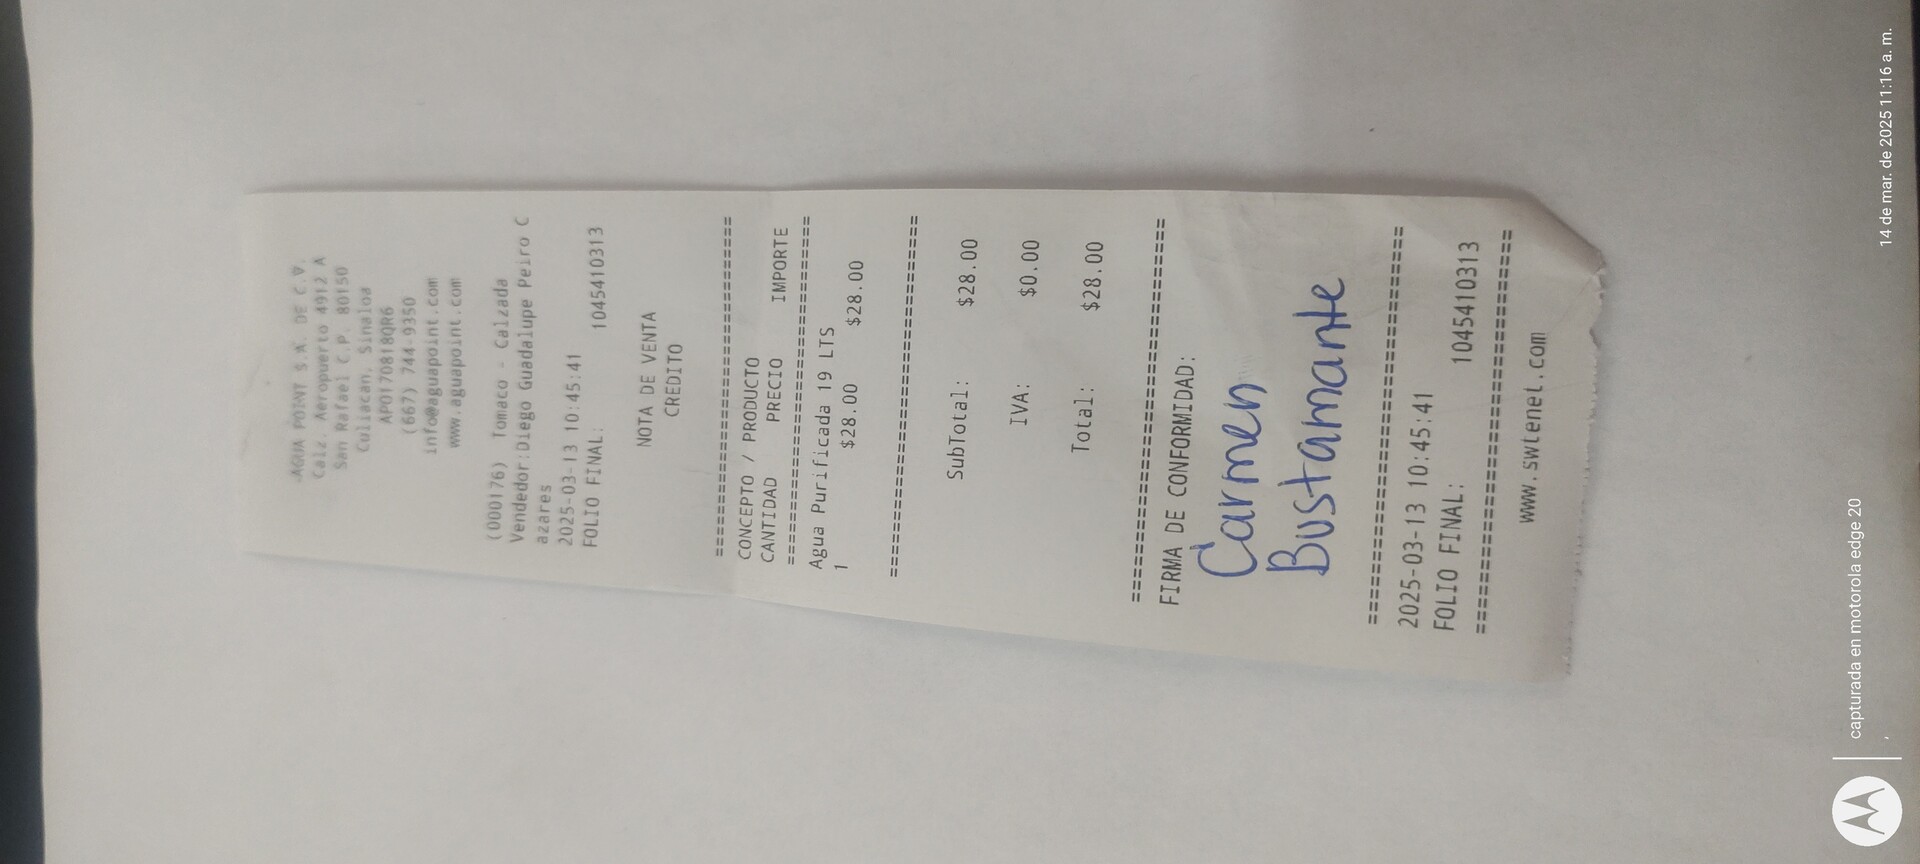 AGUA POINT S.A. DE C.V.
Calz. Aeropuerto 4912 A
San Rafael C.P. 80150
Culiacan, Sinaloa
APO170818QR6
(667) 744-9350
info@aguapoint.com
www.aguapoint.com
(000176) Tomaco - Calzada
Vendedor:Diego Guadalupe Peiro C
azares
2025-03-13 10:45:41
FOLIO FINAL: 1045410313
NOTA DE VENTA
CREDITO
================================
CONCEPTO / PRODUCTO
CANTIDAD PRECIO IMPORTE
================================
Agua Purificada 19 LTS
1 $28.00 $28.00
================================
SubTotal: $28.00
IVA: $0.00
Total: $28.00
================================
FIRMA DE CONFORMIDAD:
Carmen
Bustamante
================================
2025-03-13 10:45:41
FOLIO FINAL: 1045410313
================================
www.swtenel.com
capturada en motorola edge 20
14 de mar. de 2025 11:16 a. m.